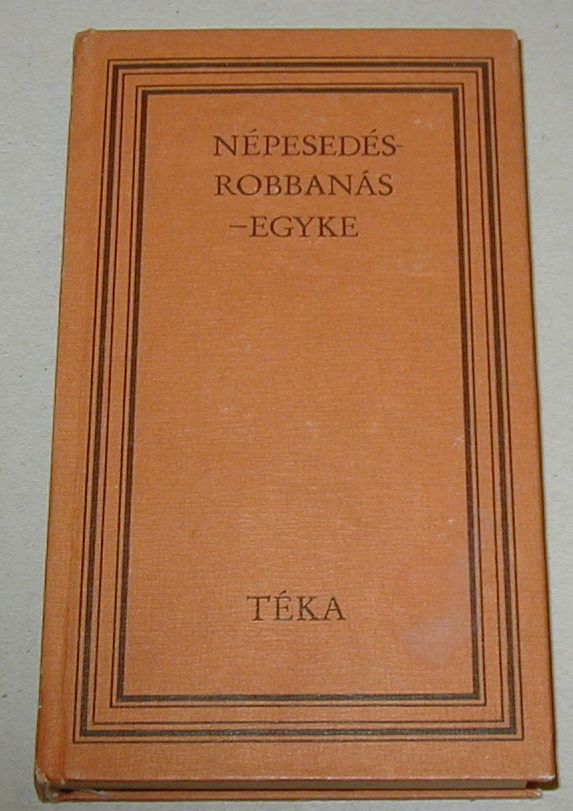 NÉPESEDÉS-
ROBBANÁS
–EGYKE
TÉKA